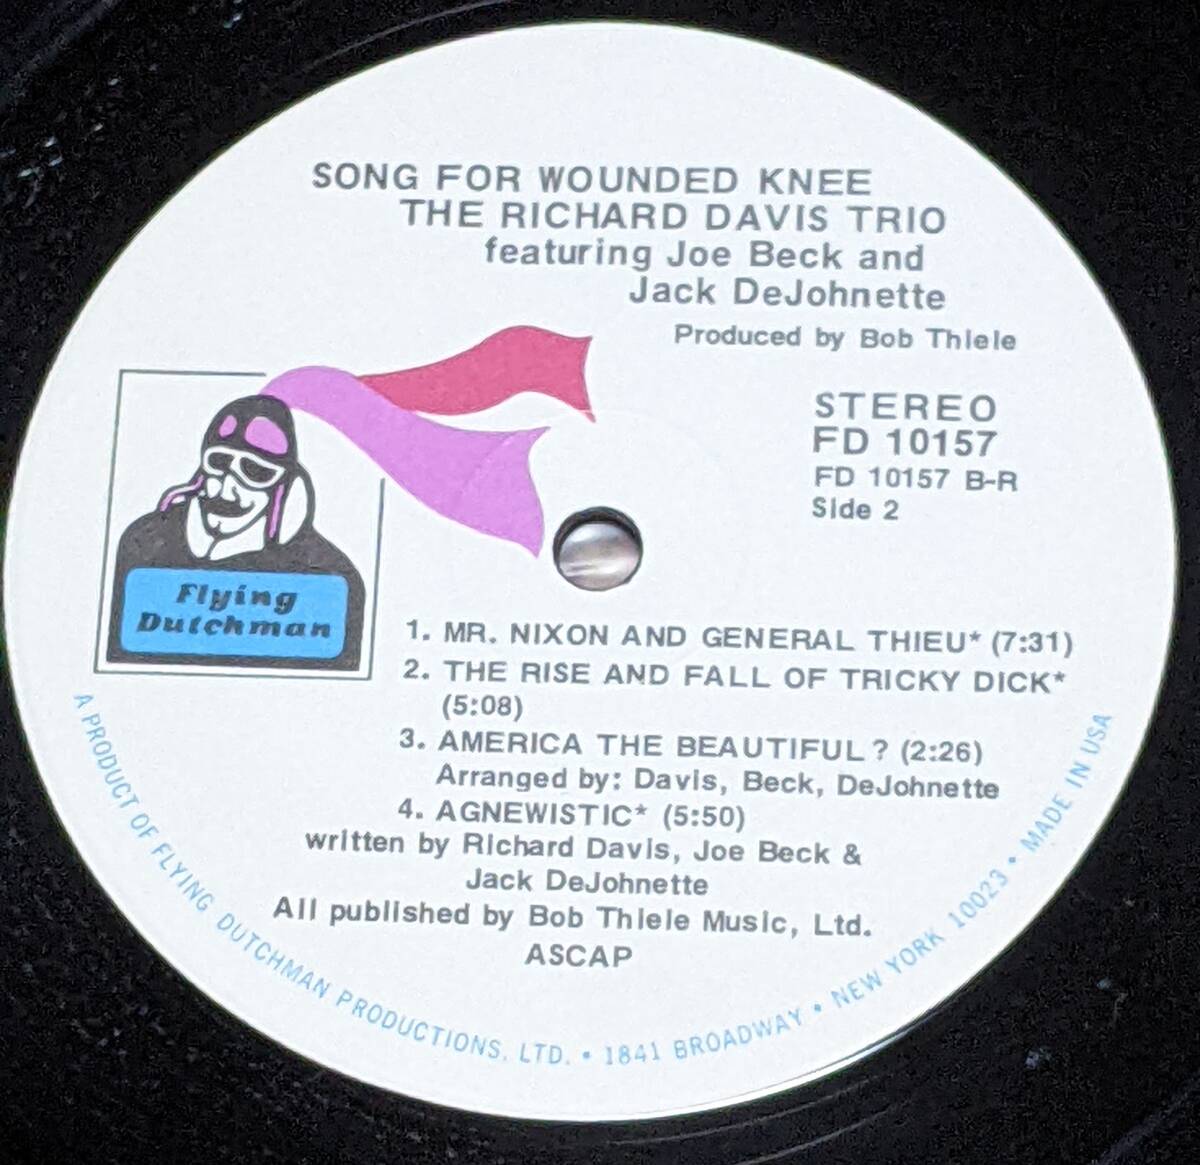 SONG FOR WOUNDED KNEE
THE RICHARD DAVIS TRIO
featuring Joe Beck and
Jack DeJohnette
Produced by Bob Thiele
STEREO
FD 10157
FD 10157 B-R
Side 2
Flying
Dutchman
1. MR. NIXON AND GENERAL THIEU* (7:31)
2. THE RISE AND FALL OF TRICKY DICK*
(5:08)
3. AMERICA THE BEAUTIFUL? (2:26)
Arranged by: Davis, Beck, DeJohnette
4. AGNEWISTIC* (5:50)
written by Richard Davis, Joe Beck &
Jack DeJohnette
All published by Bob Thiele Music, Ltd.
ASCAP
A PRODUCT OF FLYING DUTCHMAN PRODUCTIONS, LTD. • 1841 BROADWAY • NEW YORK 10023 • MADE IN USA